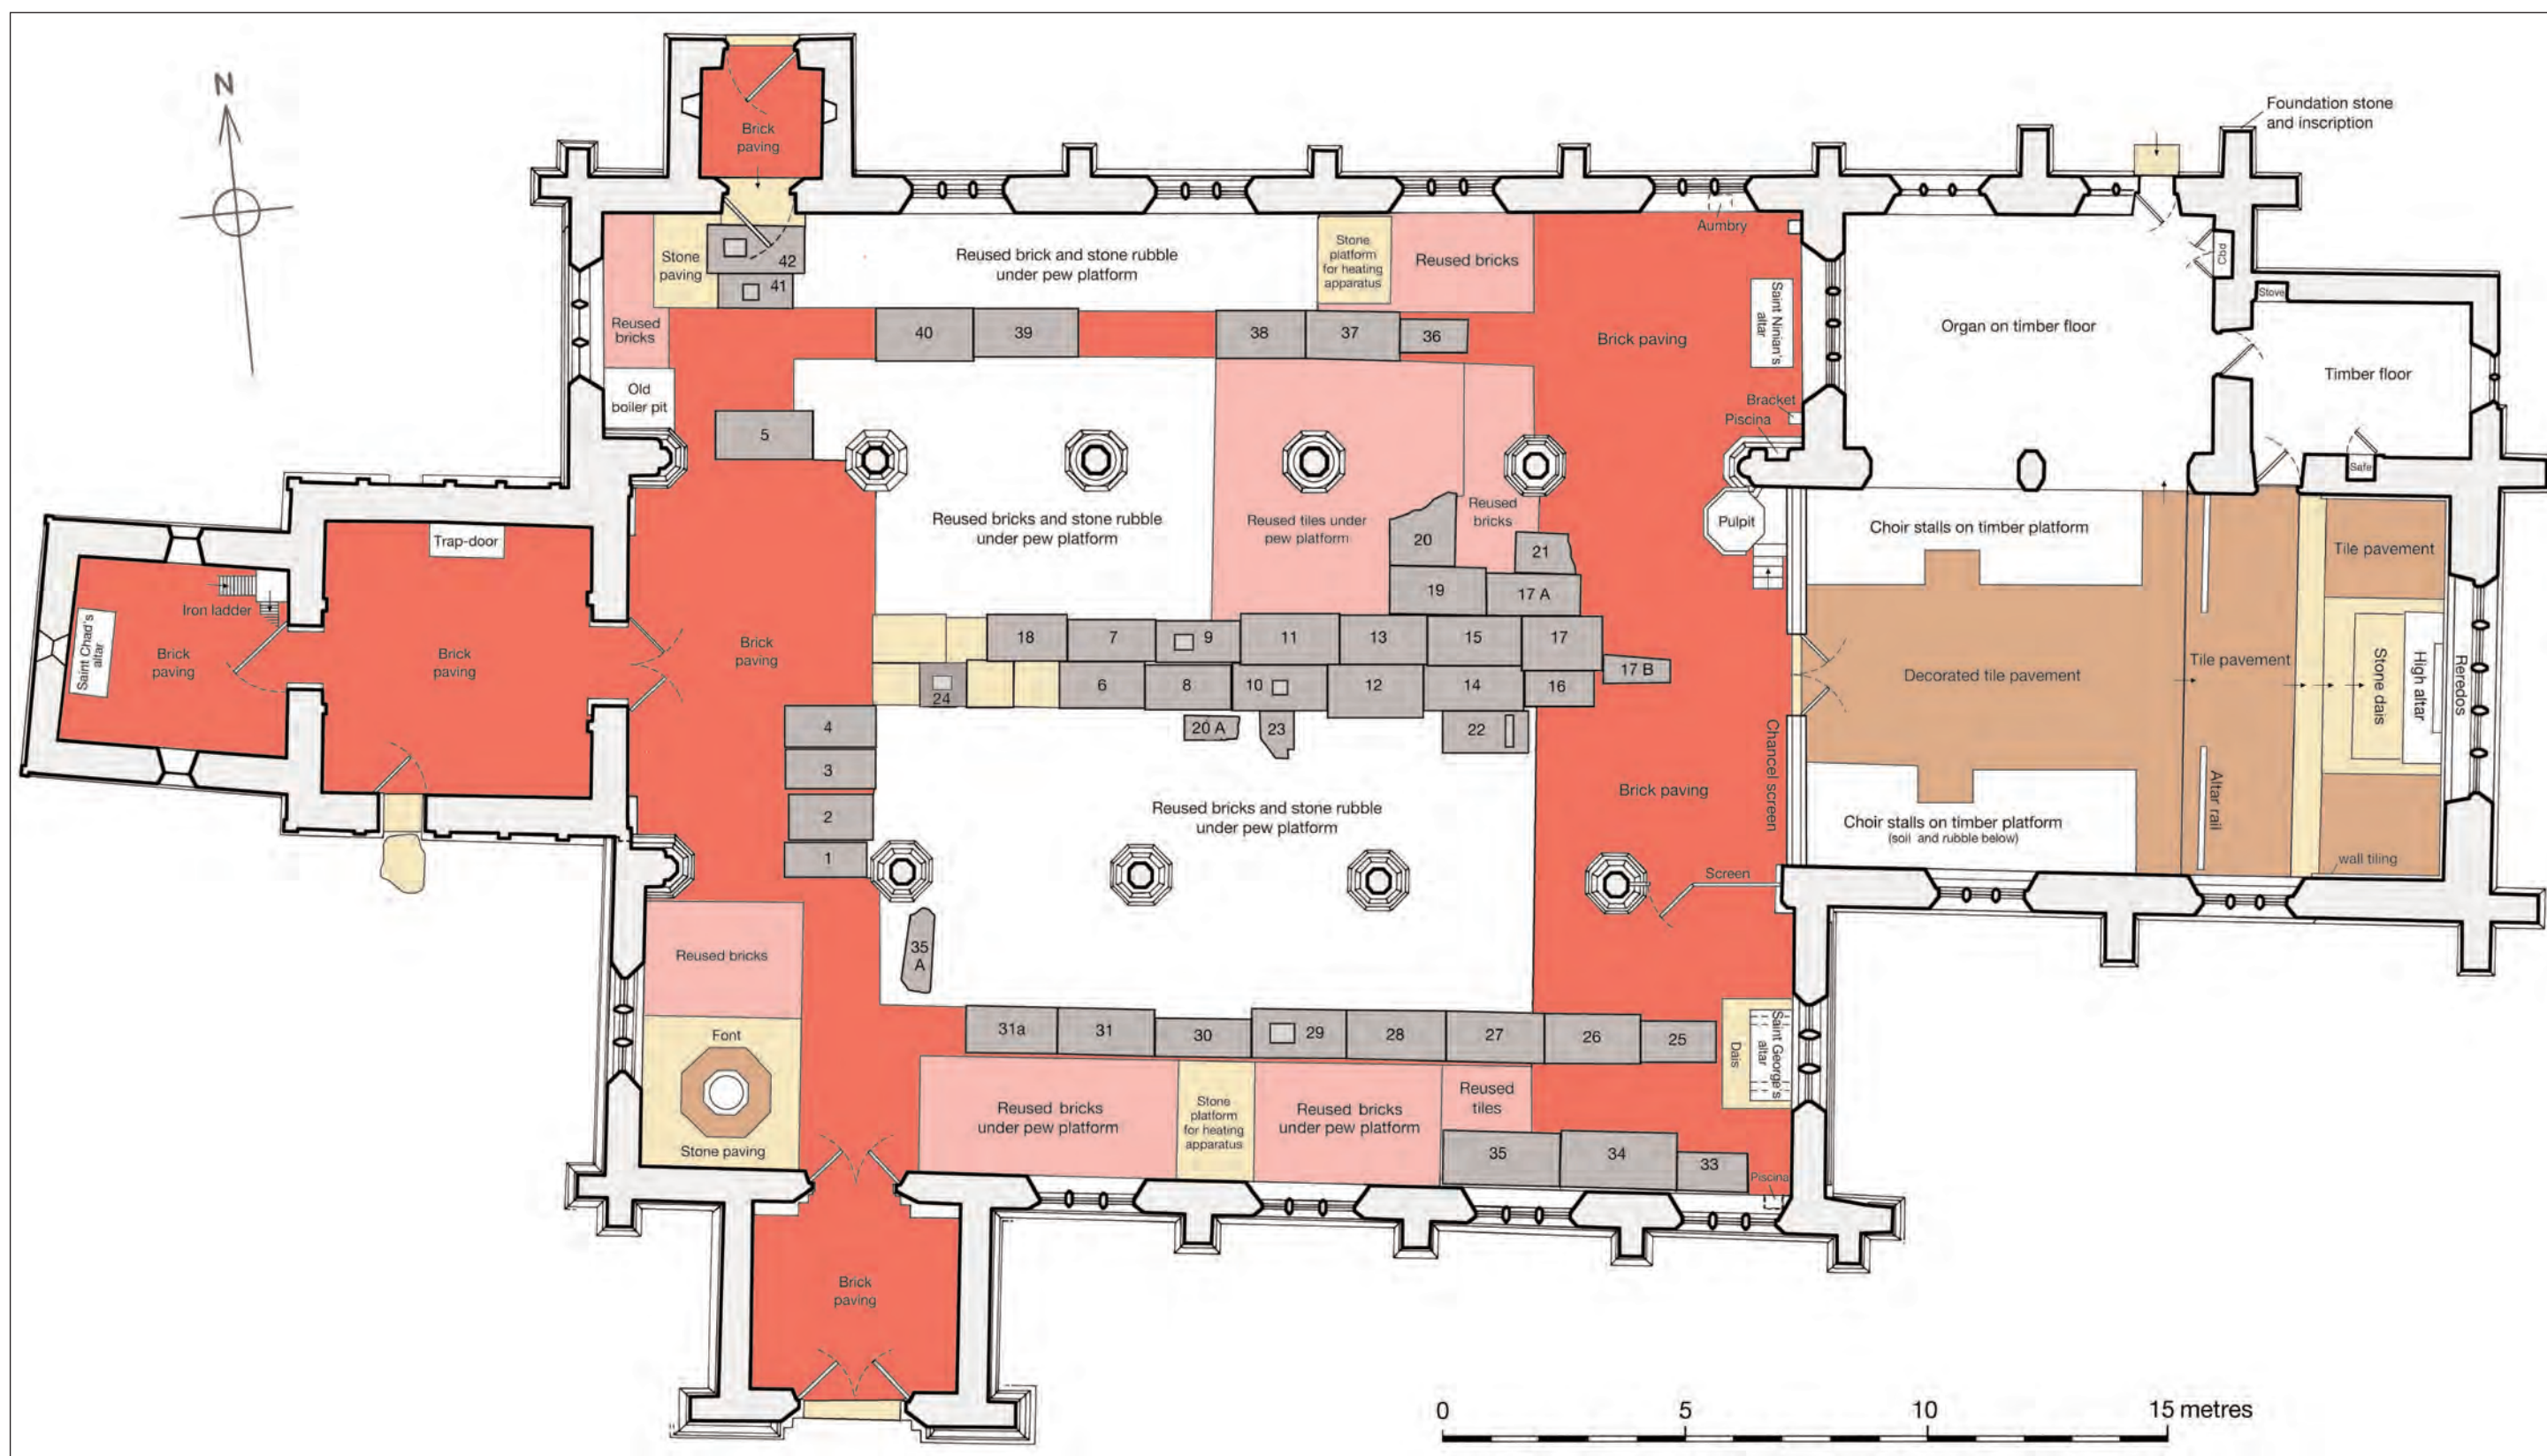 N
Foundation stone
and inscription
Brick
paving
Aumbry
Cbd
Stone
paving
42
41
Reused brick and stone rubble
under pew platform
Stone
platform
for heating
apparatus
Reused bricks
Saint Ninian's
altar
Stove
Reused
bricks
40
39
38
37
36
Brick paving
Organ on timber floor
Timber floor
Old
boiler pit
Bracket
Piscina
5
Safe
Trap-door
Reused bricks and stone rubble
under pew platform
Reused tiles under
pew platform
Reused
bricks
20
21
Pulpit
Choir stalls on timber platform
Tile pavement
Iron ladder
19
17 A
Saint Chad's
altar
Brick
paving
Brick
paving
Brick
paving
18
7
9
11
13
15
17
17 B
24
6
8
10
12
14
16
Decorated tile pavement
Tile pavement
Stone dais
High altar
Reredos
4
3
2
1
20 A
23
22
Chancel screen
Brick paving
Altar rail
Reused bricks and stone rubble
under pew platform
Choir stalls on timber platform
(soil and rubble below)
wall tiling
Screen
35
A
Reused bricks
31a
31
30
29
28
27
26
25
Dais
Saint George's
altar
Font
Stone paving
Reused bricks
under pew platform
Stone
platform
for heating
apparatus
Reused bricks
under pew platform
Reused
tiles
35
34
33
Piscina
Brick
paving
0
5
10
15 metres